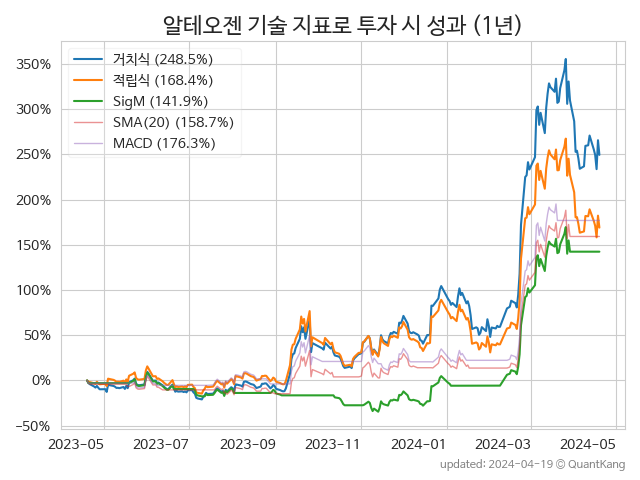 알테오젠 기술 지표로 투자 시 성과 (1년)
거치식 (248.5%)
적립식 (168.4%)
SigM (141.9%)
SMA(20) (158.7%)
MACD (176.3%)
350%
300%
250%
200%
150%
100%
50%
0%
−50%
2023-05 2023-07 2023-09 2023-11 2024-01 2024-03 2024-05
updated: 2024-04-19 © QuantKang